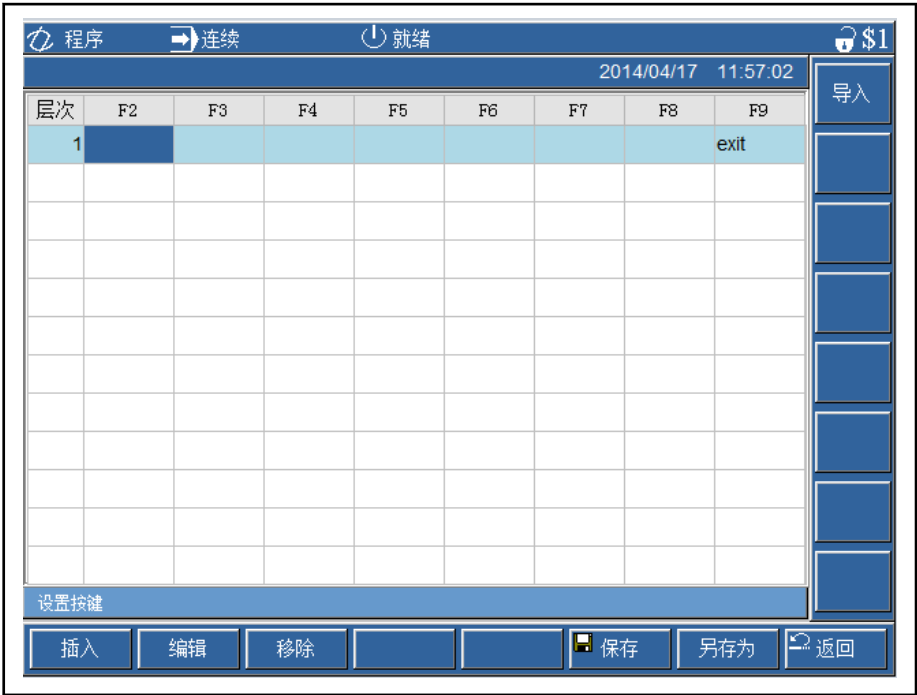 程序 连续 就绪 $1
2014/04/17 11:57:02
导入
层次 F2 F3 F4 F5 F6 F7 F8 F9
1 exit
设置按键
插入 编辑 移除 保存 另存为 返回